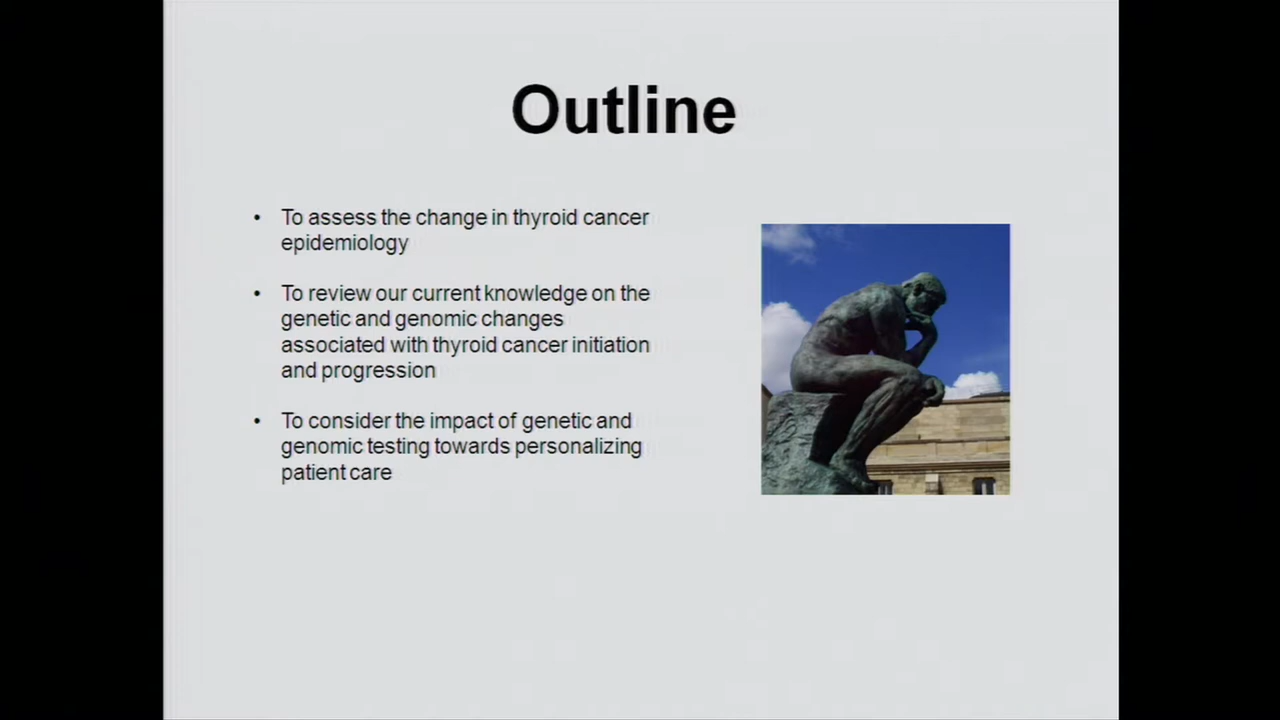 Outline
• To assess the change in thyroid cancer
epidemiology
• To review our current knowledge on the
genetic and genomic changes
associated with thyroid cancer initiation
and progression
• To consider the impact of genetic and
genomic testing towards personalizing
patient care